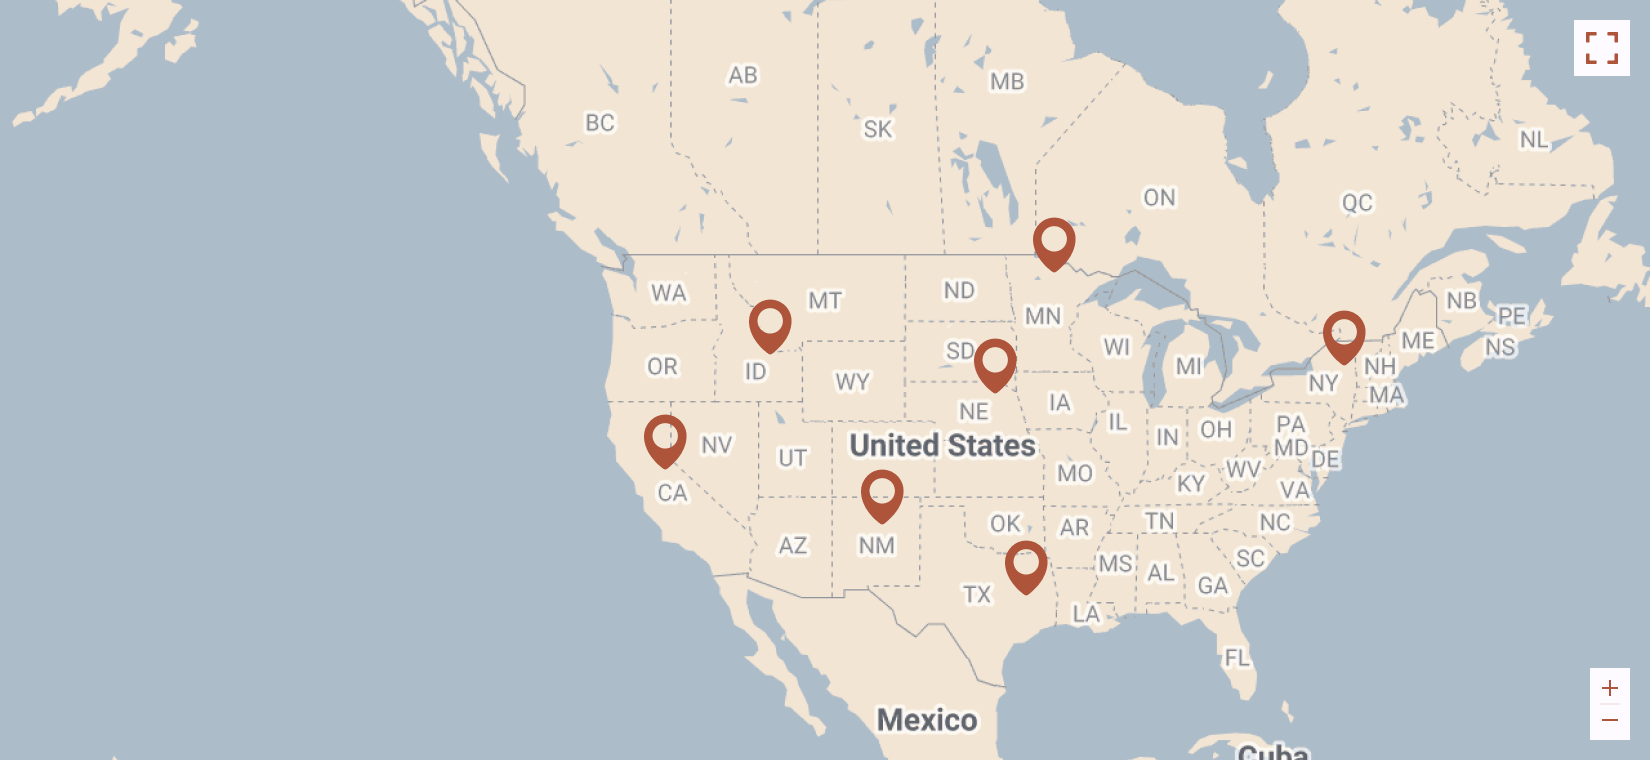 AB
MB
BC
SK
NL
ON
QC
WA
MT
ND
NB
PE
MN
ME
NS
WI
OR
ID
SD
MI
NH
WY
NY
MA
IA
NE
IL
PA
OH
IN
NV
United States
MD
UT
DE
MO
WV
KY
VA
CA
OK
AR
TN
NC
AZ
NM
SC
MS
AL
GA
TX
LA
FL
Mexico
Cuba
+
−